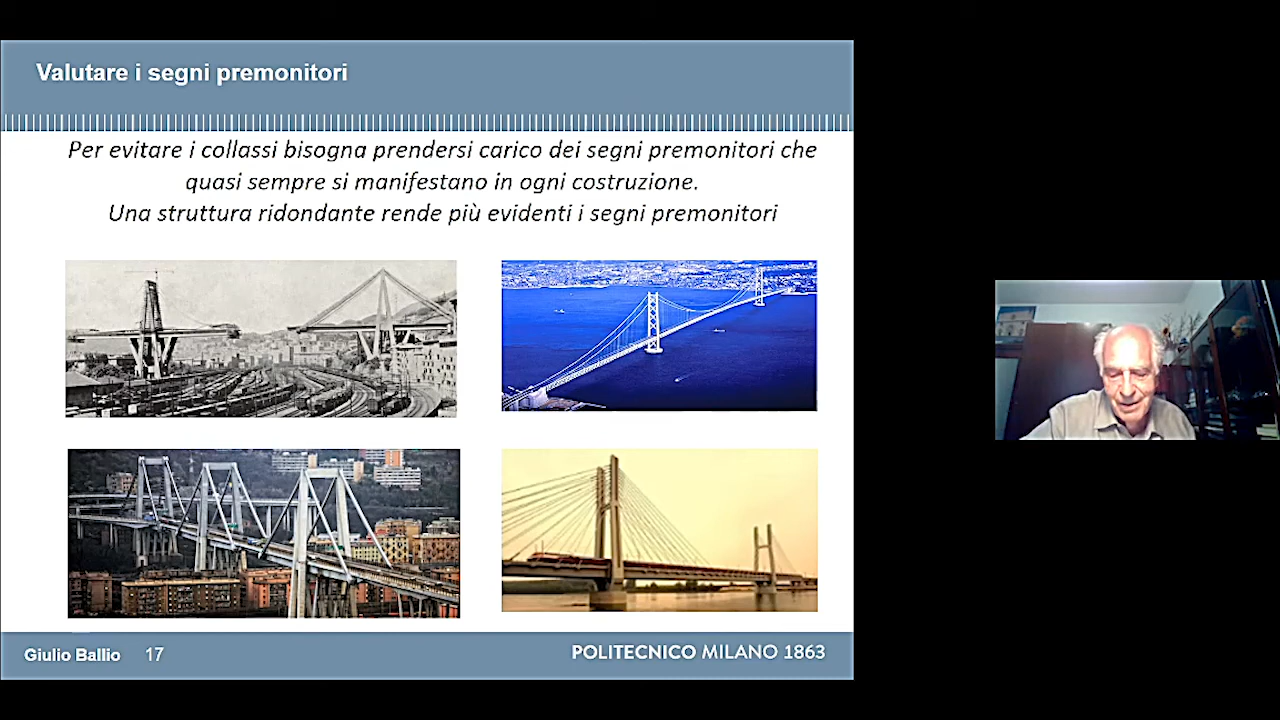 Valutare i segni premonitori
Per evitare i collassi bisogna prendersi carico dei segni premonitori che
quasi sempre si manifestano in ogni costruzione.
Una struttura ridondante rende più evidenti i segni premonitori
Giulio Ballio 17
POLITECNICO MILANO 1863